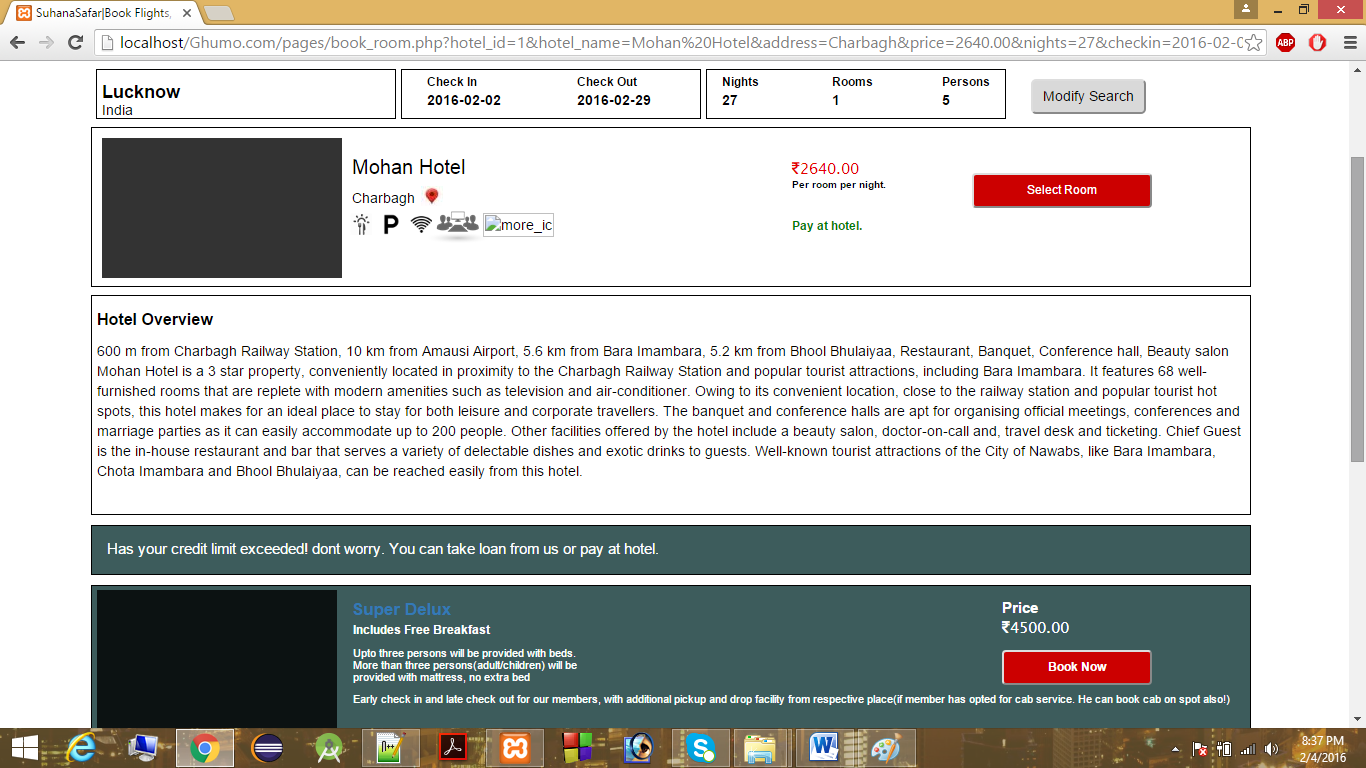 SuhanaSafar|Book Flights,
localhost/Ghumo.com/pages/book_room.php?hotel_id=1&hotel_name=Mohan%20Hotel&address=Charbagh&price=2640.00&nights=27&checkin=2016-02-0
ABP
Lucknow
India
Check In
2016-02-02
Check Out
2016-02-29
Nights
27
Rooms
1
Persons
5
Modify Search
Mohan Hotel
Charbagh
P
more_ic
₹2640.00
Per room per night.
Pay at hotel.
Select Room
Hotel Overview
600 m from Charbagh Railway Station, 10 km from Amausi Airport, 5.6 km from Bara Imambara, 5.2 km from Bhool Bhulaiyaa, Restaurant, Banquet, Conference hall, Beauty salon
Mohan Hotel is a 3 star property, conveniently located in proximity to the Charbagh Railway Station and popular tourist attractions, including Bara Imambara. It features 68 well-
furnished rooms that are replete with modern amenities such as television and air-conditioner. Owing to its convenient location, close to the railway station and popular tourist hot
spots, this hotel makes for an ideal place to stay for both leisure and corporate travellers. The banquet and conference halls are apt for organising official meetings, conferences and
marriage parties as it can easily accommodate up to 200 people. Other facilities offered by the hotel include a beauty salon, doctor-on-call and, travel desk and ticketing. Chief Guest
is the in-house restaurant and bar that serves a variety of delectable dishes and exotic drinks to guests. Well-known tourist attractions of the City of Nawabs, like Bara Imambara,
Chota Imambara and Bhool Bhulaiyaa, can be reached easily from this hotel.
Has your credit limit exceeded! dont worry. You can take loan from us or pay at hotel.
Super Delux
Includes Free Breakfast
Upto three persons will be provided with beds.
More than three persons(adult/children) will be
provided with mattress, no extra bed
Early check in and late check out for our members, with additional pickup and drop facility from respective place(if member has opted for cab service. He can book cab on spot also!)
Price
₹4500.00
Book Now
8:37 PM
2/4/2016